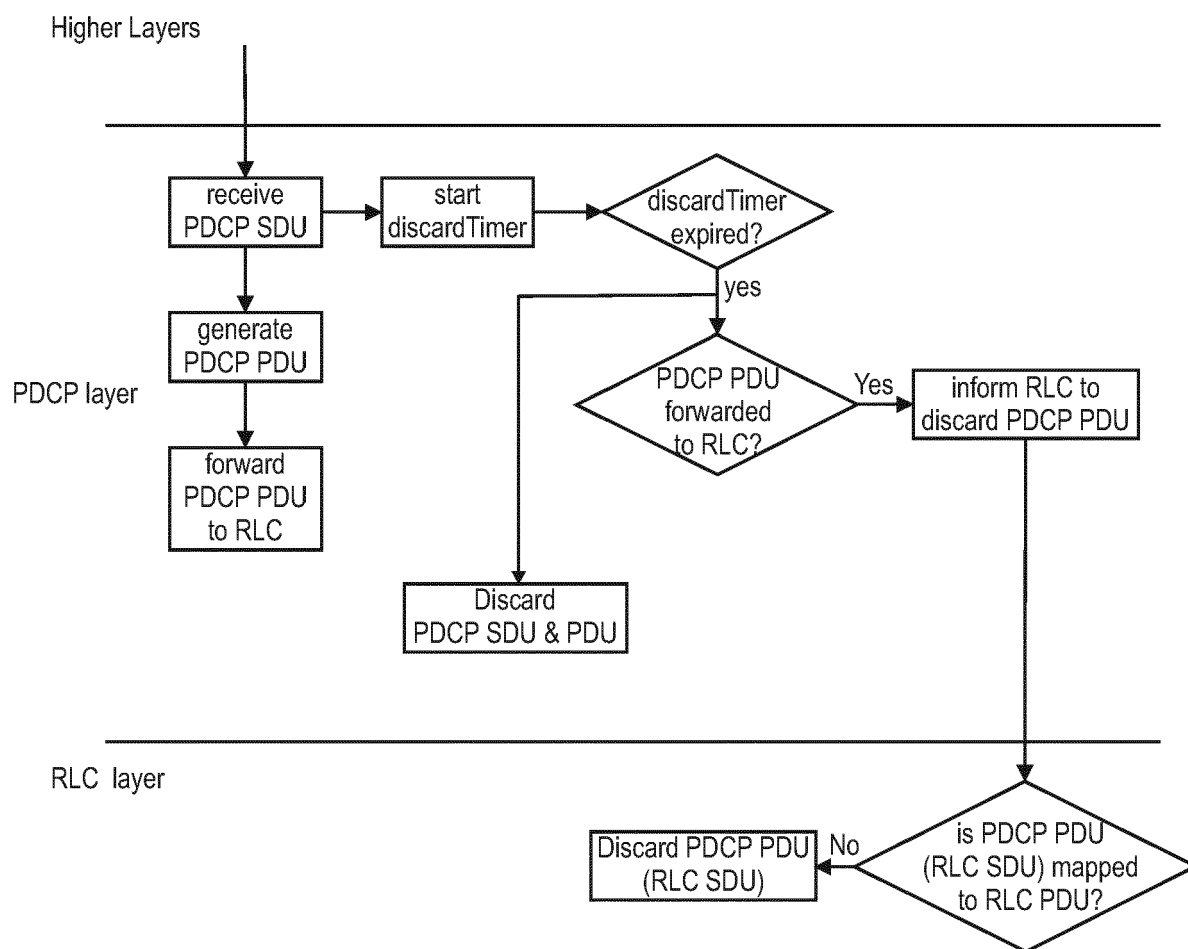 Higher Layers
receive
PDCP SDU
start
discardTimer
discardTimer
expired?
yes
generate
PDCP PDU
PDCP layer
PDCP PDU
forwarded
to RLC?
Yes
inform RLC to
discard PDCP PDU
forward
PDCP PDU
to RLC
Discard
PDCP SDU & PDU
RLC layer
Discard PDCP PDU
(RLC SDU)
No
is PDCP PDU
(RLC SDU) mapped
to RLC PDU?